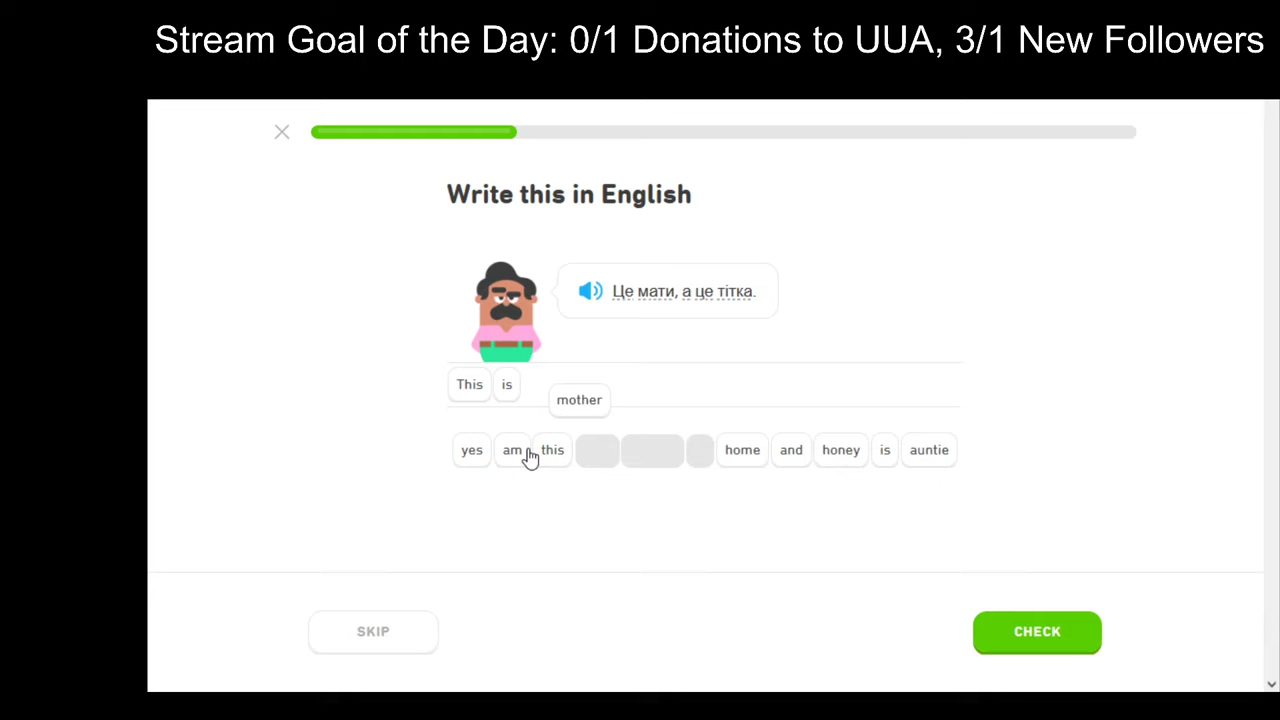 Stream Goal of the Day: 0/1 Donations to UUA, 3/1 New Followers
Write this in English
Це мати, а це тітка.
This is
mother
yes am this home and honey is auntie
SKIP CHECK